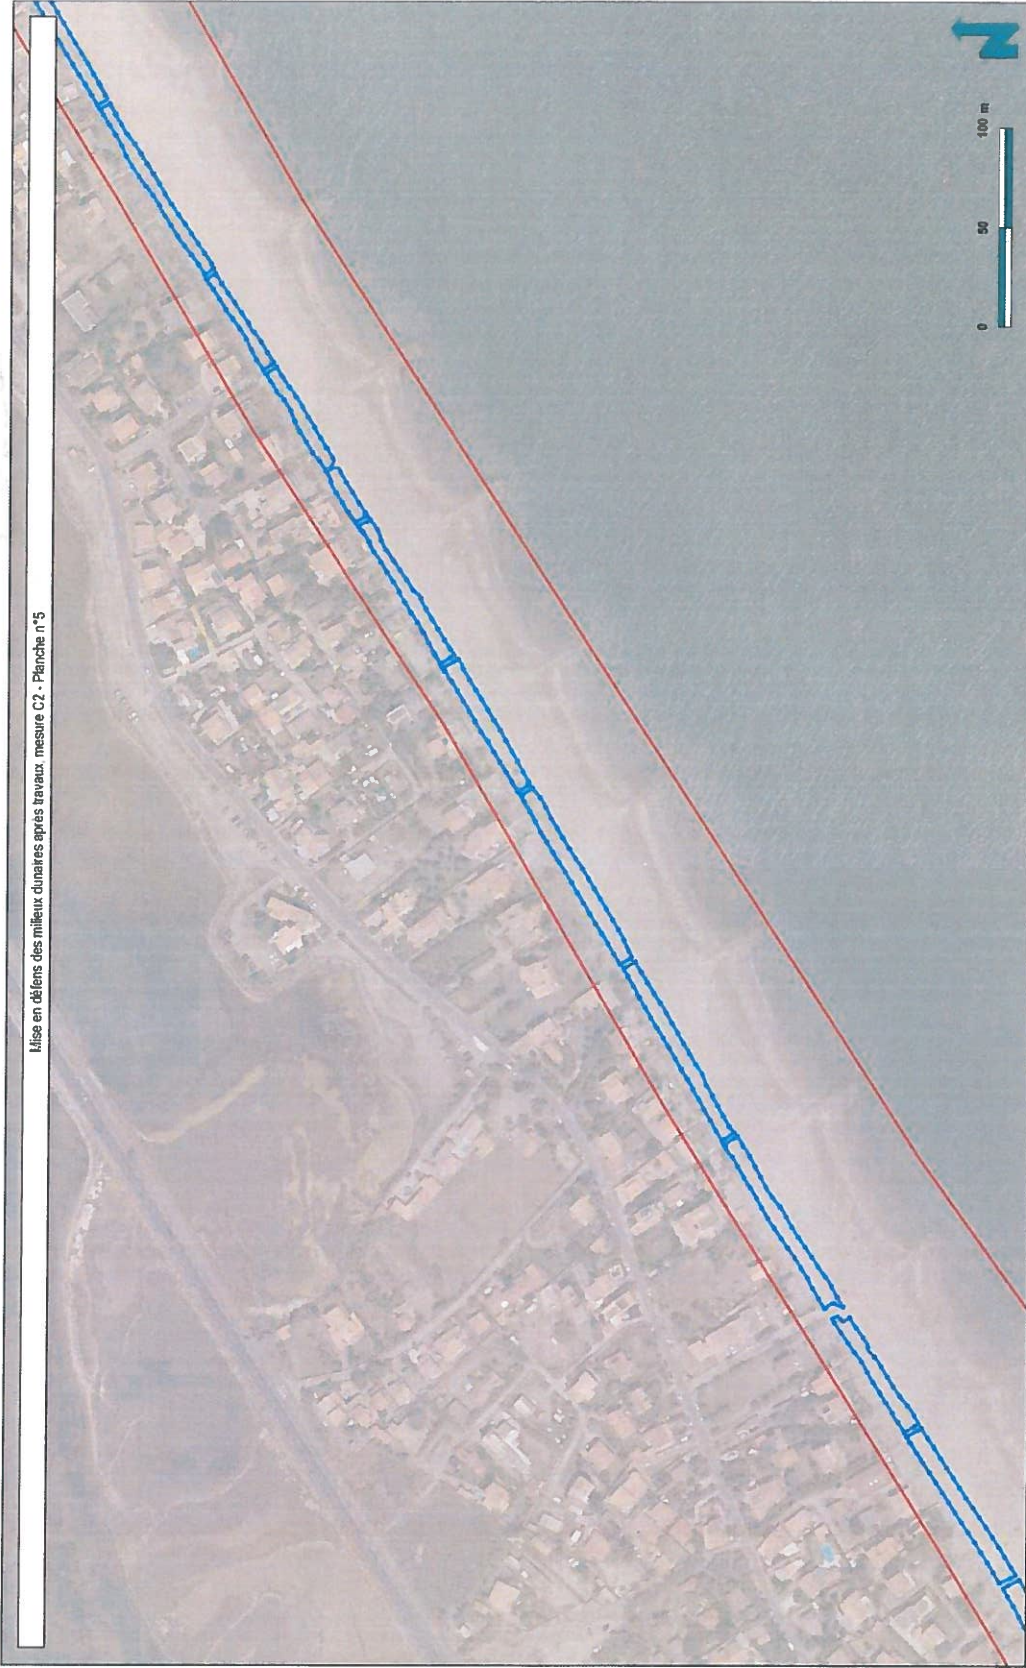 Mise en défens des milieux dunaires après travaux, mesure C2 - Planche n°5
N
0 50 100 m